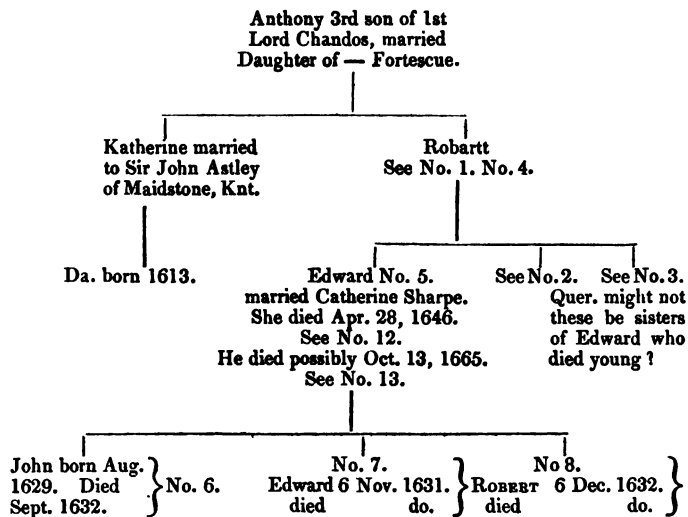 Anthony 3rd son of 1st
Lord Chandos, married
Daughter of — Fortescue.
Katherine married
to Sir John Astley
of Maidstone, Knt.
Robartt
See No. 1. No. 4.
Da. born 1613.
Edward No. 5.
married Catherine Sharpe.
She died Apr. 28, 1646.
See No. 12.
He died possibly Oct. 13, 1665.
See No. 13.
See No. 2. See No. 3.
Quer. might not
these be sisters
of Edward who
died young ?
John born Aug.
1629. Died
Sept. 1632.
No. 6.
No. 7.
Edward 6 Nov. 1631.
died do.
No 8.
ROBERT 6 Dec. 1632.
died do.